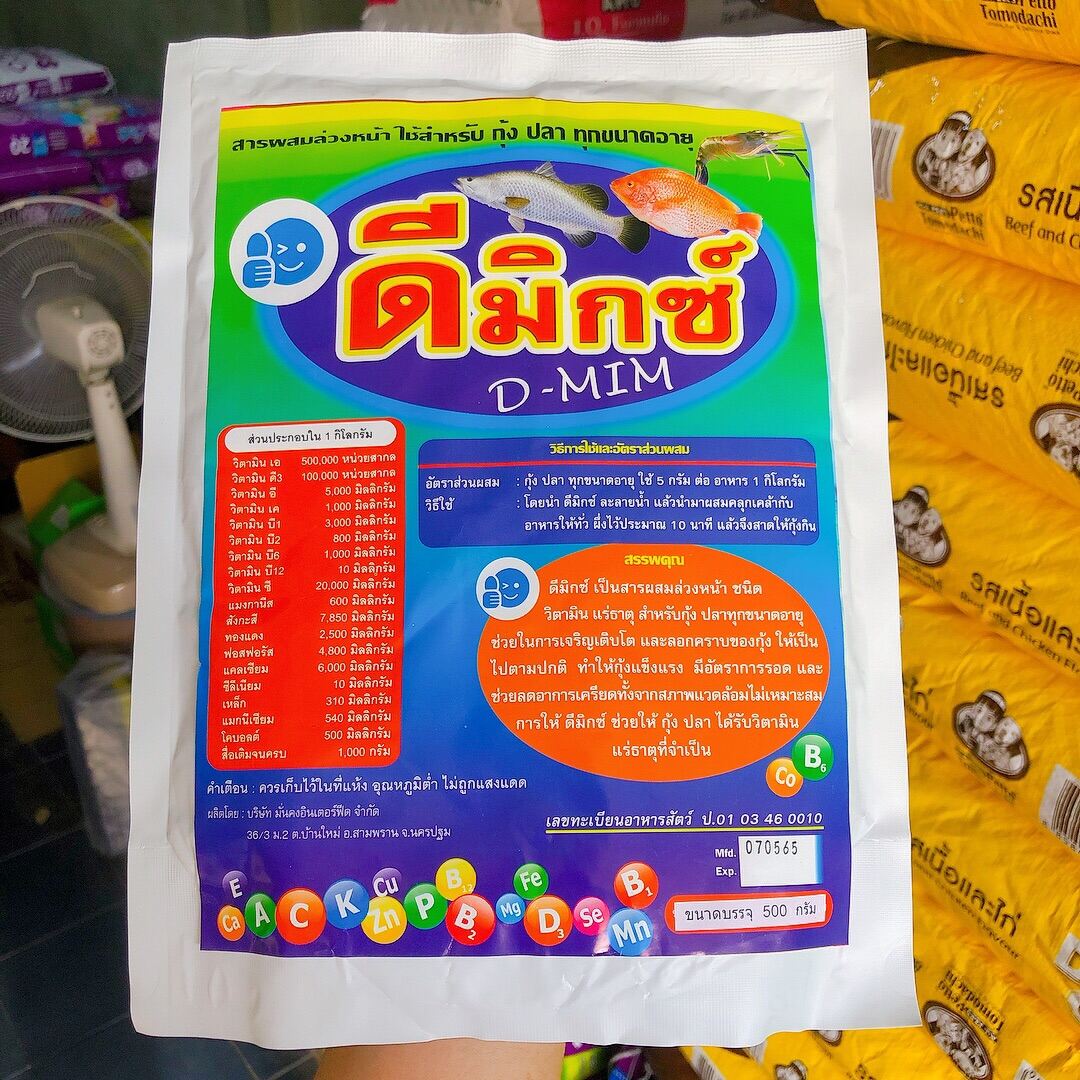 สารผสมล่วงหน้า ใช้สำหรับ กุ้ง ปลา ทุกขนาดอายุ
ดีมิกซ์
D-MIM
ส่วนประกอบใน 1 กิโลกรัม
วิตามิน เอ 500,000 หน่วยสากล
วิตามิน ดี3 100,000 หน่วยสากล
วิตามิน อี 5,000 มิลลิกรัม
วิตามิน เค 1,000 มิลลิกรัม
วิตามิน บี1 3,000 มิลลิกรัม
วิตามิน บี2 800 มิลลิกรัม
วิตามิน บี6 1,000 มิลลิกรัม
วิตามิน บี12 10 มิลลิกรัม
วิตามิน ซี 20,000 มิลลิกรัม
แมงกานีส 600 มิลลิกรัม
สังกะสี 7,850 มิลลิกรัม
ทองแดง 2,500 มิลลิกรัม
ฟอสฟอรัส 4,800 มิลลิกรัม
แคลเซียม 6,000 มิลลิกรัม
ซีลีเนียม 10 มิลลิกรัม
เหล็ก 310 มิลลิกรัม
แมกนีเซียม 540 มิลลิกรัม
โคบอลต์ 500 มิลลิกรัม
สื่อเติมจนครบ 1,000 กรัม
วิธีการใช้และอัตราส่วนผสม
อัตราส่วนผสม : กุ้ง ปลา ทุกขนาดอายุ ใช้ 5 กรัม ต่อ อาหาร 1 กิโลกรัม
วิธีใช้ : โดยนำ ดีมิกซ์ ละลายน้ำ แล้วนำมาผสมคลุกเคล้ากับ
อาหารให้ทั่ว ผึ่งไว้ประมาณ 10 นาที แล้วจึงสาดให้กุ้งกิน
สรรพคุณ
ดีมิกซ์ เป็นสารผสมล่วงหน้า ชนิด
วิตามิน แร่ธาตุ สำหรับกุ้ง ปลาทุกขนาดอายุ
ช่วยในการเจริญเติบโต และลอกคราบของกุ้ง ให้เป็น
ไปตามปกติ ทำให้กุ้งแข็งแรง มีอัตราการรอด และ
ช่วยลดอาการเครียดทั้งจากสภาพแวดล้อมไม่เหมาะสม
การให้ ดีมิกซ์ ช่วยให้ กุ้ง ปลา ได้รับวิตามิน
แร่ธาตุที่จำเป็น
B6
Co
คำเตือน : ควรเก็บไว้ในที่แห้ง อุณหภูมิต่ำ ไม่ถูกแสงแดด
ผลิตโดย : บริษัท มั่นคงอินเตอร์ฟีด จำกัด
36/3 ม.2 ต.บ้านใหม่ อ.สามพราน จ.นครปฐม
เลขทะเบียนอาหารสัตว์ ป.01 03 46 0010
Mfd. 070565
Exp.
ขนาดบรรจุ 500 กรัม
E Ca A C K Cu Zn P B12 B2 Mg Fe D3 Se B1 Mn
Petto
Tomodachi
Petto
Tomodachi
รสเนื้อ
Beef and
รสเนื้อและไก่
Beef and Chicken Flavour
รสเนื้อและไก่
รสเนื้อและไก่